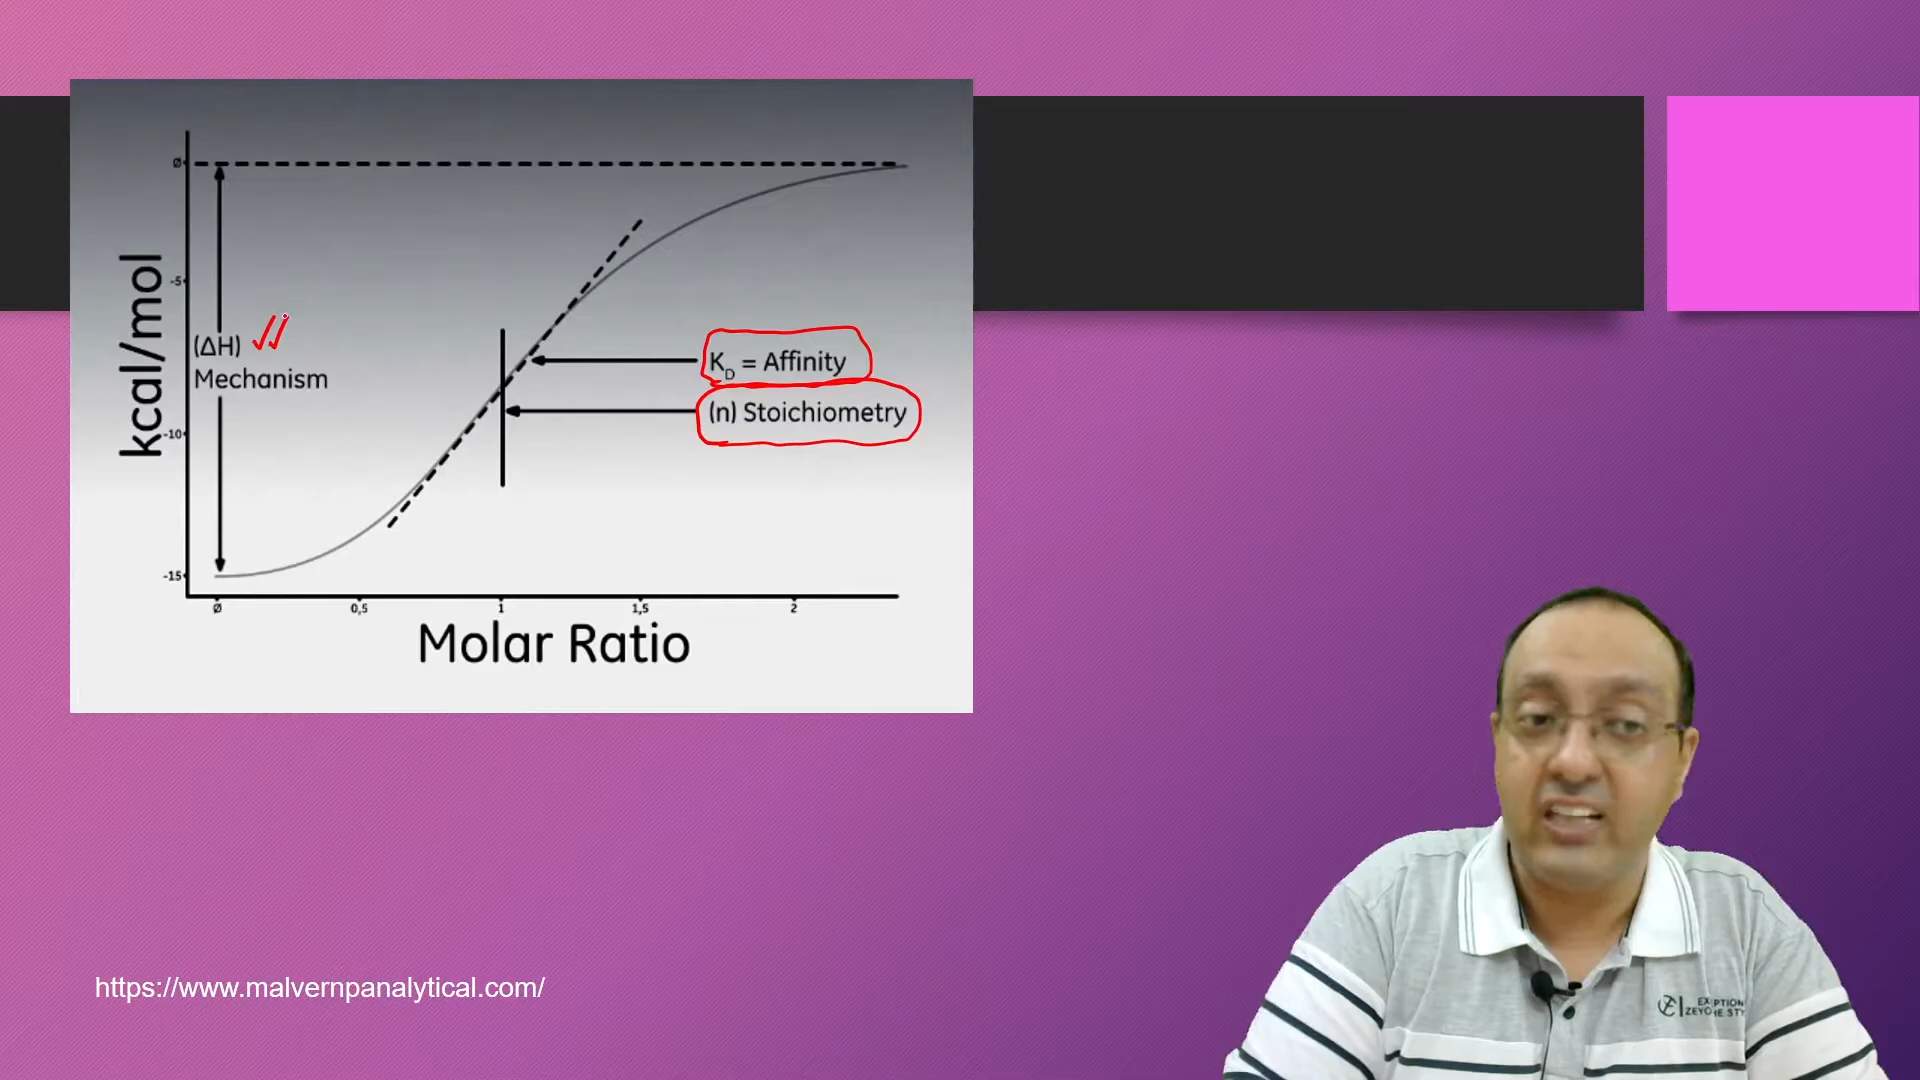 Ø
-5
kcal/mol
(ΔH)
Mechanism
K_D = Affinity
(n) Stoichiometry
-10
-15
Ø 0,5 1 1,5 2
Molar Ratio
https://www.malvernpanalytical.com/